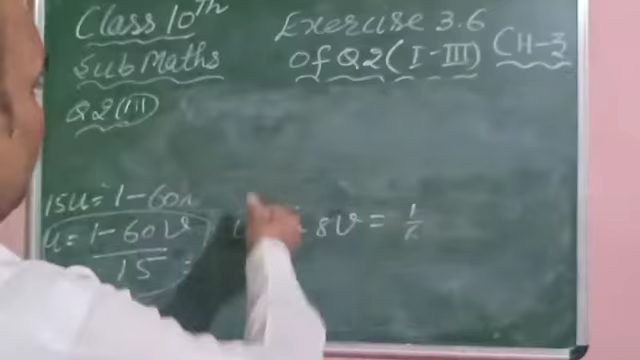 Class 10th Exercise 3.6
Sub Maths Of Q2 (I-III) CH-3
Q2 (III)
15u = 1-60
u = 1-60v
15
8v = 1